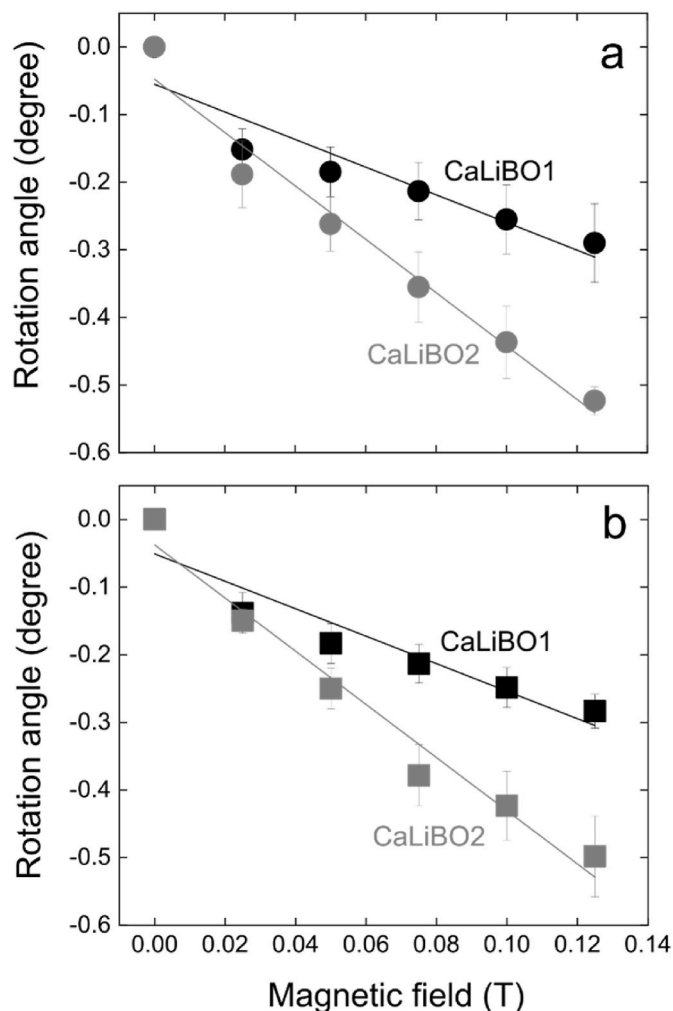 a
0.0
-0.1
-0.2
-0.3
-0.4
-0.5
-0.6
Rotation angle (degree)
CaLiBO1
CaLiBO2
b
0.0
-0.1
-0.2
-0.3
-0.4
-0.5
-0.6
Rotation angle (degree)
CaLiBO1
CaLiBO2
0.00 0.02 0.04 0.06 0.08 0.10 0.12 0.14
Magnetic field (T)